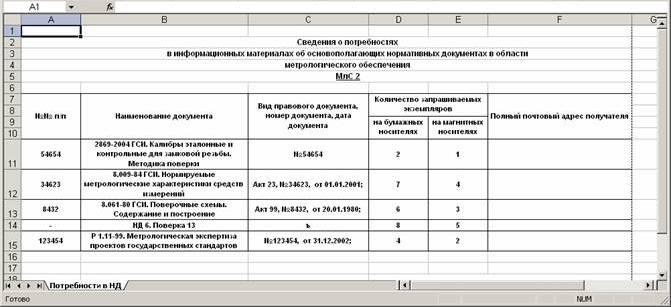 A1
fx
A B C D E F G
1
2 Сведения о потребностях
3 в информационных материалах об основополагающих нормативных документах в области
4 метрологического обеспечения
5 МпС 2
6
7
8
9
10
№№ п/п
Наименование документа
Вид правового документа,
номер документа, дата
документа
Количество запрашиваемых
экземпляров
на бумажных
носителях
на магнитных
носителях
Полный почтовый адрес получателя
11
54654
2869-2004 ГСИ. Калибры эталонные и
контрольные для замковой резьбы.
Методика поверки
№54654
2
1
12
34623
8.009-84 ГСИ. Нормируемые
метрологические характеристики средств
измерений
Акт 23, №34623, от 01.01.2001;
7
4
13
8432
8.061-80 ГСИ. Поверочные схемы.
Содержание и построение
Акт 99, №8432, от 20.01.1980;
6
3
14
-
НД 6. Поверка 13
ъ
8
5
15
123454
Р 1.11-99. Метрологическая экспертиза
проектов государственных стандартов
№123454, от 31.12.2002;
4
2
16
17
18
Потребности в НД
Готово
NUM